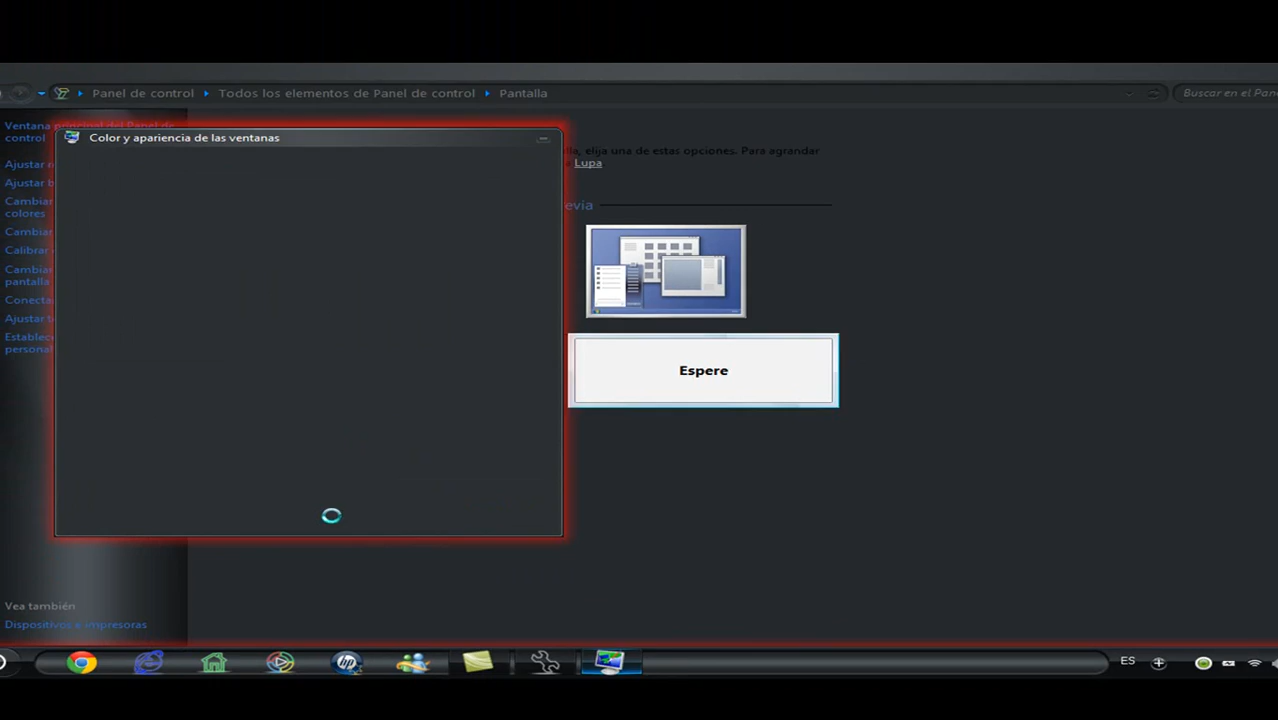 Panel de control Todos los elementos de Panel de control Pantalla Buscar en el Pan
Ventana principal del Panel de
control
Color y apariencia de las ventanas
elija una de estas opciones. Para agrandar
Ajustar
Lupa
Ajustar b
Cambiar
colores
evia
Cambiar
Calibrar
Cambiar
pantalla
Conecta
Ajustar t
Establec
personal
Espere
Vea también
Dispositivos e impresoras
hp
ES